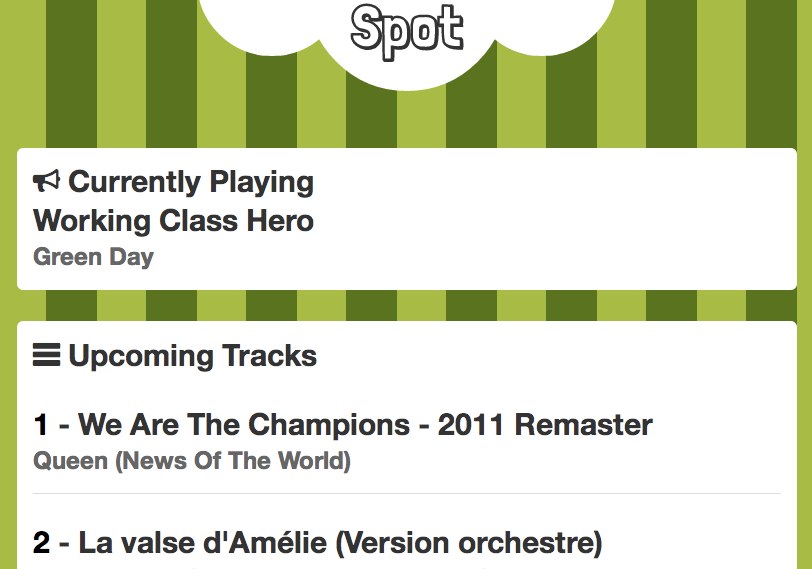 Spot
Currently Playing
Working Class Hero
Green Day
Upcoming Tracks
1 - We Are The Champions - 2011 Remaster
Queen (News Of The World)
2 - La valse d'Amélie (Version orchestre)